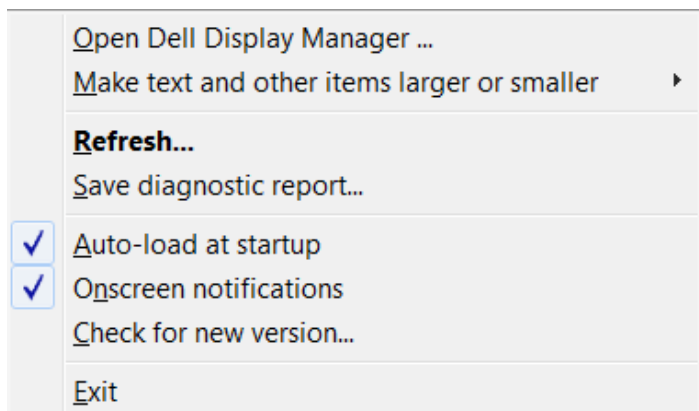 Open Dell Display Manager ...
Make text and other items larger or smaller
Refresh...
Save diagnostic report...
Auto-load at startup
Onscreen notifications
Check for new version...
Exit